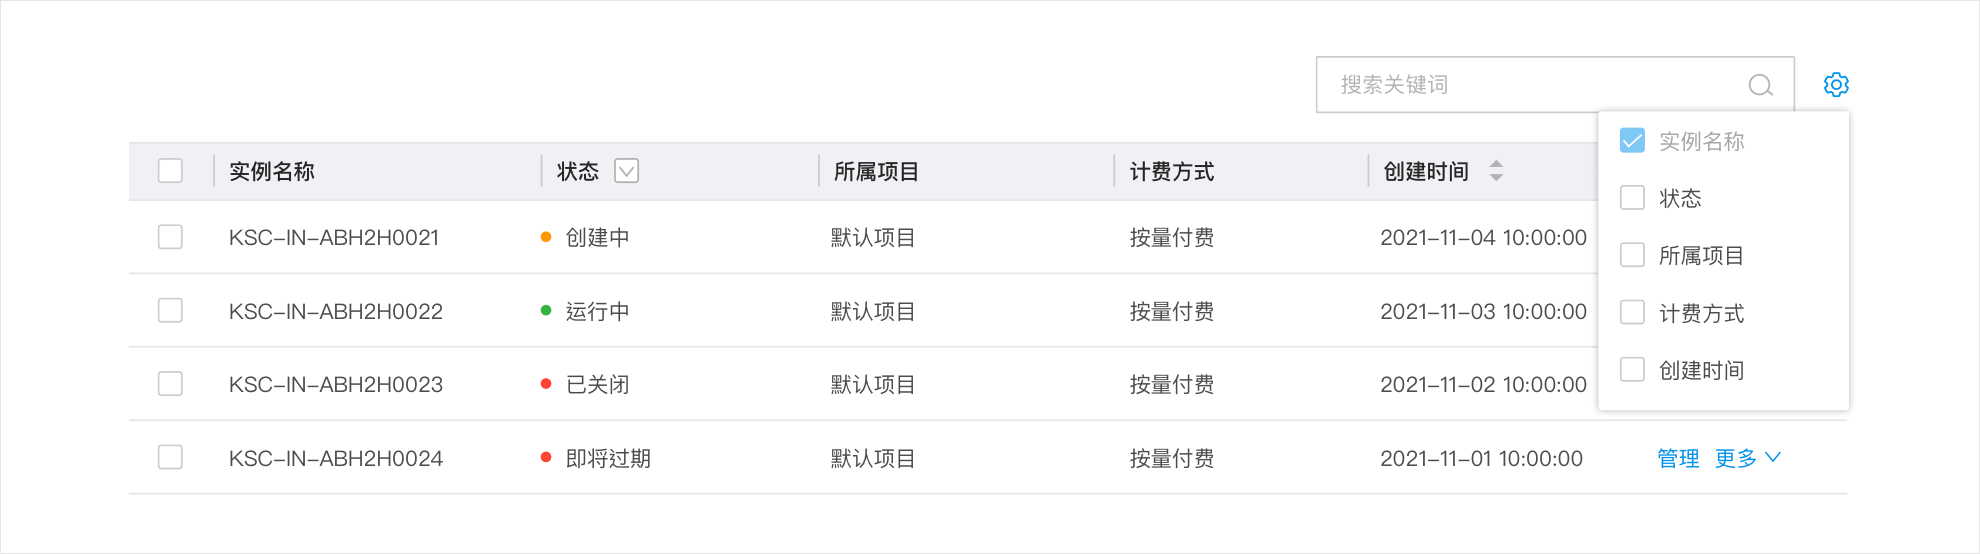 搜索关键词
实例名称 状态 所属项目 计费方式 创建时间
KSC-IN-ABH2H0021 创建中 默认项目 按量付费 2021-11-04 10:00:00
KSC-IN-ABH2H0022 运行中 默认项目 按量付费 2021-11-03 10:00:00
KSC-IN-ABH2H0023 已关闭 默认项目 按量付费 2021-11-02 10:00:00
KSC-IN-ABH2H0024 即将过期 默认项目 按量付费 2021-11-01 10:00:00 管理 更多
实例名称
状态
所属项目
计费方式
创建时间